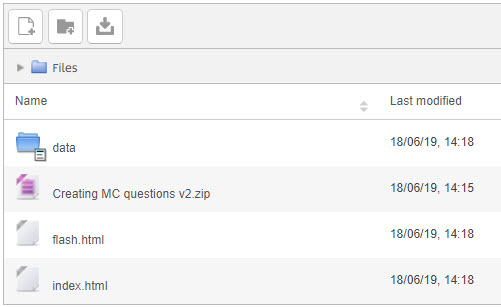 Files
Name Last modified
data 18/06/19, 14:18
Creating MC questions v2.zip 18/06/19, 14:15
flash.html 18/06/19, 14:18
index.html 18/06/19, 14:18